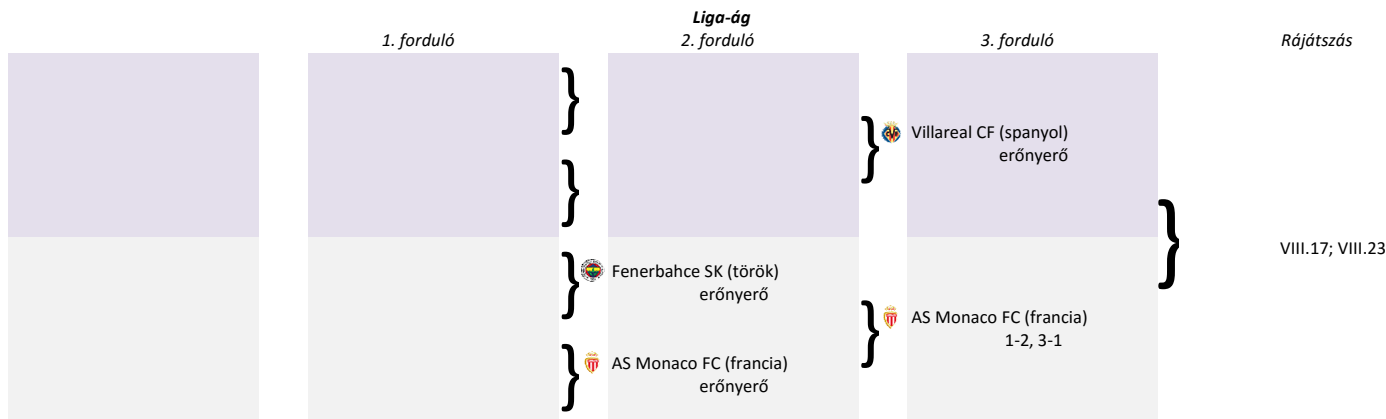 Liga-ág
1. forduló
2. forduló
3. forduló
Rájátszás
Villareal CF (spanyol)
erőnyerő
VIII.17; VIII.23
Fenerbahce SK (török)
erőnyerő
AS Monaco FC (francia)
1-2, 3-1
AS Monaco FC (francia)
erőnyerő